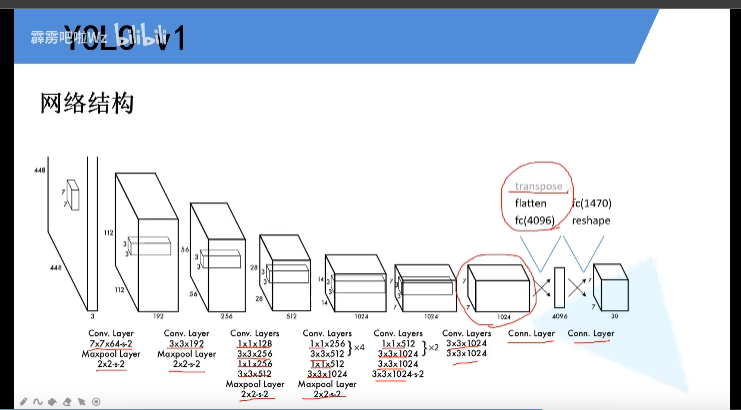 YOLO v1
霹雳吧啦Wz bilibili
网络结构
448
448
3
7
7
112
112
192
3
3
56
56
256
3
3
28
28
512
3
3
14
14
1024
3
3
7
7
1024
3
3
7
7
1024
transpose
flatten
fc(4096)
fc(1470)
reshape
4096
7
7
30
Conv. Layer
7x7x64-s-2
Maxpool Layer
2x2-s-2
Conv. Layer
3x3x192
Maxpool Layer
2x2-s-2
Conv. Layers
1x1x128
3x3x256
1x1x256
3x3x512
Maxpool Layer
2x2-s-2
Conv. Layers
1x1x256
3x3x512
}×4
1x1x512
3x3x1024
Maxpool Layer
2x2-s-2
Conv. Layers
1x1x512
3x3x1024
}×2
3x3x1024
3x3x1024-s-2
Conv. Layers
3x3x1024
3x3x1024
Conn. Layer
Conn. Layer